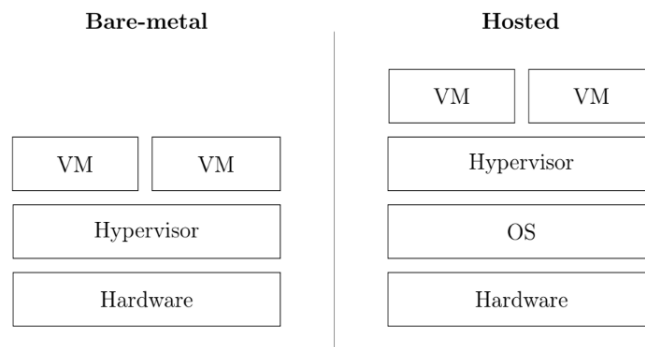 Bare-metal
VM VM
Hypervisor
Hardware
Hosted
VM VM
Hypervisor
OS
Hardware